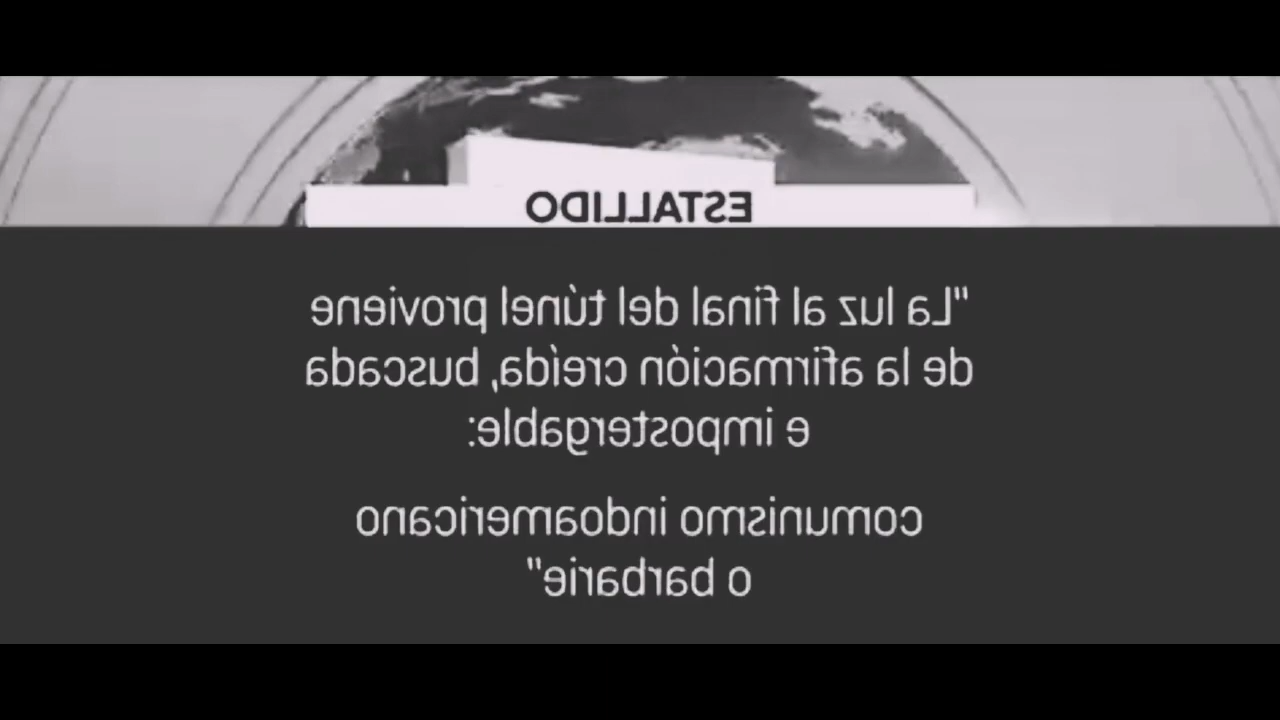 ESTALLIDO
"La luz al final del túnel proviene
de la afirmación creída, buscada
e impostergable:
comunismo indoamericano
o barbarie"